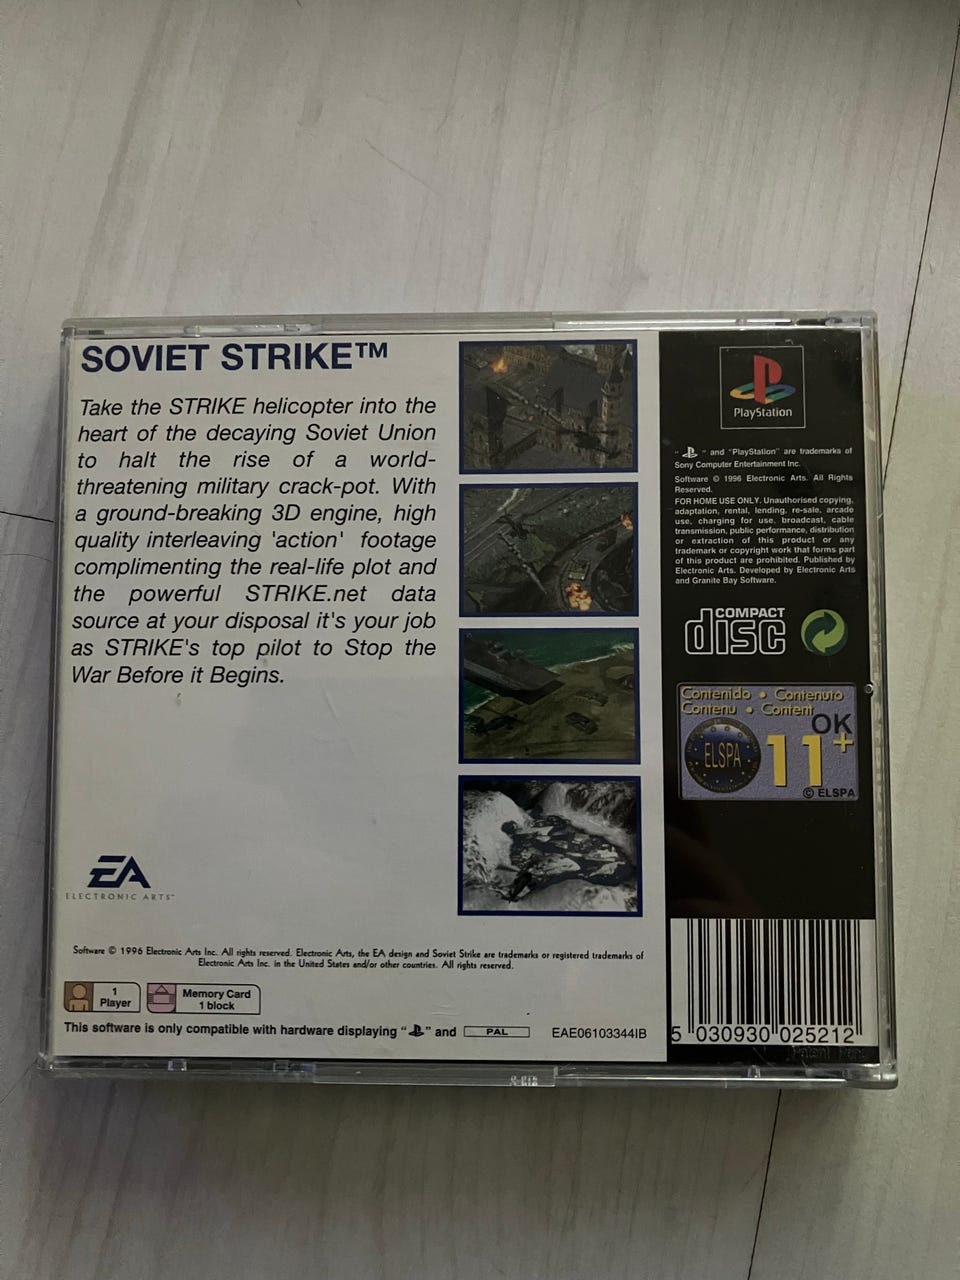 SOVIET STRIKE™
Take the STRIKE helicopter into the
heart of the decaying Soviet Union
to halt the rise of a world-
threatening military crack-pot. With
a ground-breaking 3D engine, high
quality interleaving 'action' footage
complimenting the real-life plot and
the powerful STRIKE.net data
source at your disposal it's your job
as STRIKE's top pilot to Stop the
War Before it Begins.
EA
ELECTRONIC ARTS™
Software © 1996 Electronic Arts Inc. All rights reserved. Electronic Arts, the EA design and Soviet Strike are trademarks or registered trademarks of
Electronic Arts Inc. in the United States and/or other countries. All rights reserved.
1
Player
Memory Card
1 block
This software is only compatible with hardware displaying " " and PAL
EAE06103344IB
PlayStation
" " and "PlayStation" are trademarks of
Sony Computer Entertainment Inc.
Software © 1996 Electronic Arts. All Rights
Reserved.
FOR HOME USE ONLY. Unauthorised copying,
adaptation, rental, lending, re-sale, arcade
use, charging for use, broadcast, cable
transmission, public performance, distribution
or extraction of this product or any
trademark or copyright work that forms part
of this product are prohibited. Published by
Electronic Arts. Developed by Electronic Arts
and Granite Bay Software.
COMPACT
disc
Contenido • Contenuto
Contenu • Content
OK
ELSPA
11+
© ELSPA
5 030930 025212